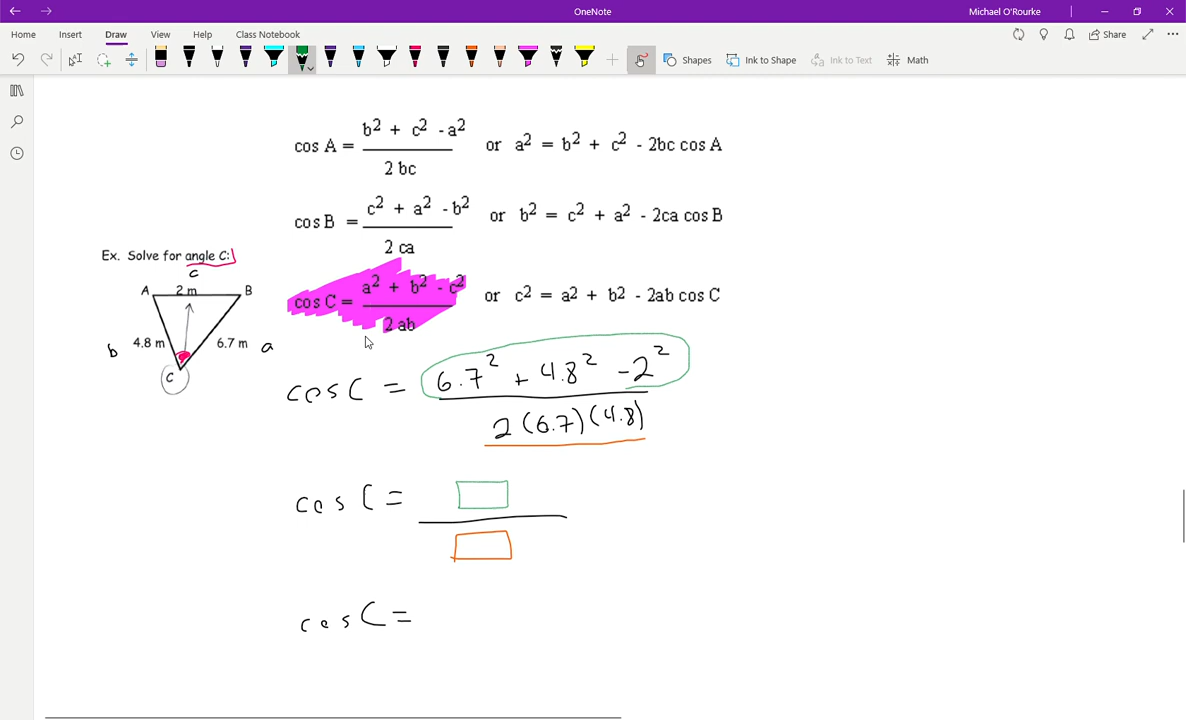 OneNote
Michael O'Rourke
Home Insert Draw View Help Class Notebook
Share
Shapes Ink to Shape Ink to Text Math
cos A = b² + c² - a² / 2 bc or a² = b² + c² - 2bc cos A
cos B = c² + a² - b² / 2 ca or b² = c² + a² - 2ca cos B
Ex. Solve for angle C:
c
A 2 m B
4.8 m 6.7 m
b a
C
cos C = a² + b² - c² / 2 ab or c² = a² + b² - 2ab cos C
cos C = 6.7² + 4.8² - 2² / 2 (6.7)(4.8)
cos C =
cos C =